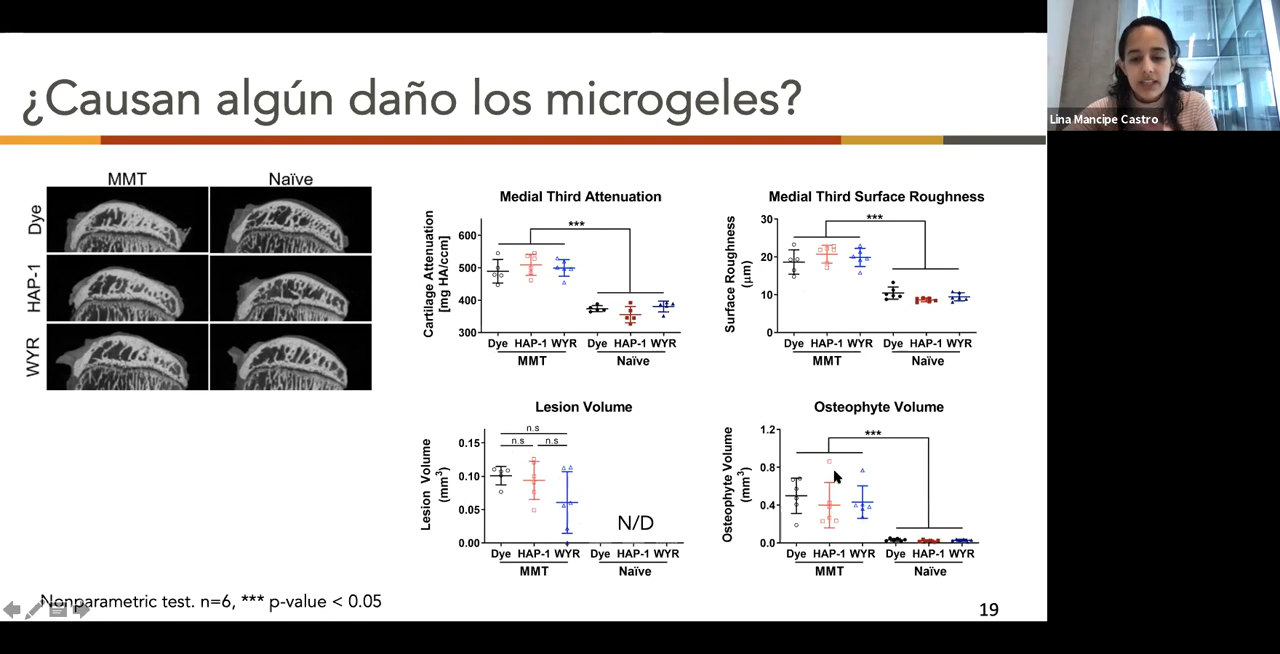 ¿Causan algún daño los microgeles?
Lina Mancipe Castro
MMT Naïve
Dye
HAP-1
WYR
Medial Third Attenuation
Cartilage Attenuation
[mg HA/ccm]
600
500
400
300
***
Dye HAP-1 WYR Dye HAP-1 WYR
MMT Naïve
Medial Third Surface Roughness
Surface Roughness
(μm)
30
20
10
0
***
Dye HAP-1 WYR Dye HAP-1 WYR
MMT Naïve
Lesion Volume
Lesion Volume
(mm³)
0.15
0.10
0.05
0.00
n.s
n.s n.s
N/D
Dye HAP-1 WYR Dye HAP-1 WYR
MMT Naïve
Osteophyte Volume
Osteophyte Volume
(mm³)
1.2
0.8
0.4
0.0
***
Dye HAP-1 WYR Dye HAP-1 WYR
MMT Naïve
Nonparametric test. n=6, *** p-value < 0.05
19